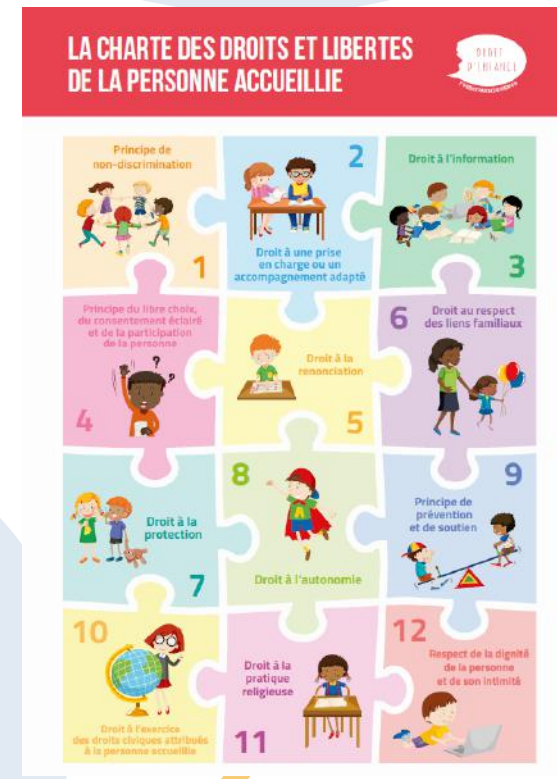 LA CHARTE DES DROITS ET LIBERTES
DE LA PERSONNE ACCUEILLIE
DROIT
D'ENFANCE
Principe de
non-discrimination
1
2
Droit à une prise
en charge ou un
accompagnement adapté
Droit à l'information
3
Principe du libre choix,
du consentement éclairé
et de la participation
de la personne
4
Droit à la
renonciation
5
6
Droit au respect
des liens familiaux
Droit à la
protection
7
8
Droit à l'autonomie
9
Principe de
prévention
et de soutien
10
Droit à l'exercice
des droits civiques attribués
à la personne accueillie
Droit à la
pratique
religieuse
11
12
Respect de la dignité
de la personne
et de son intimité